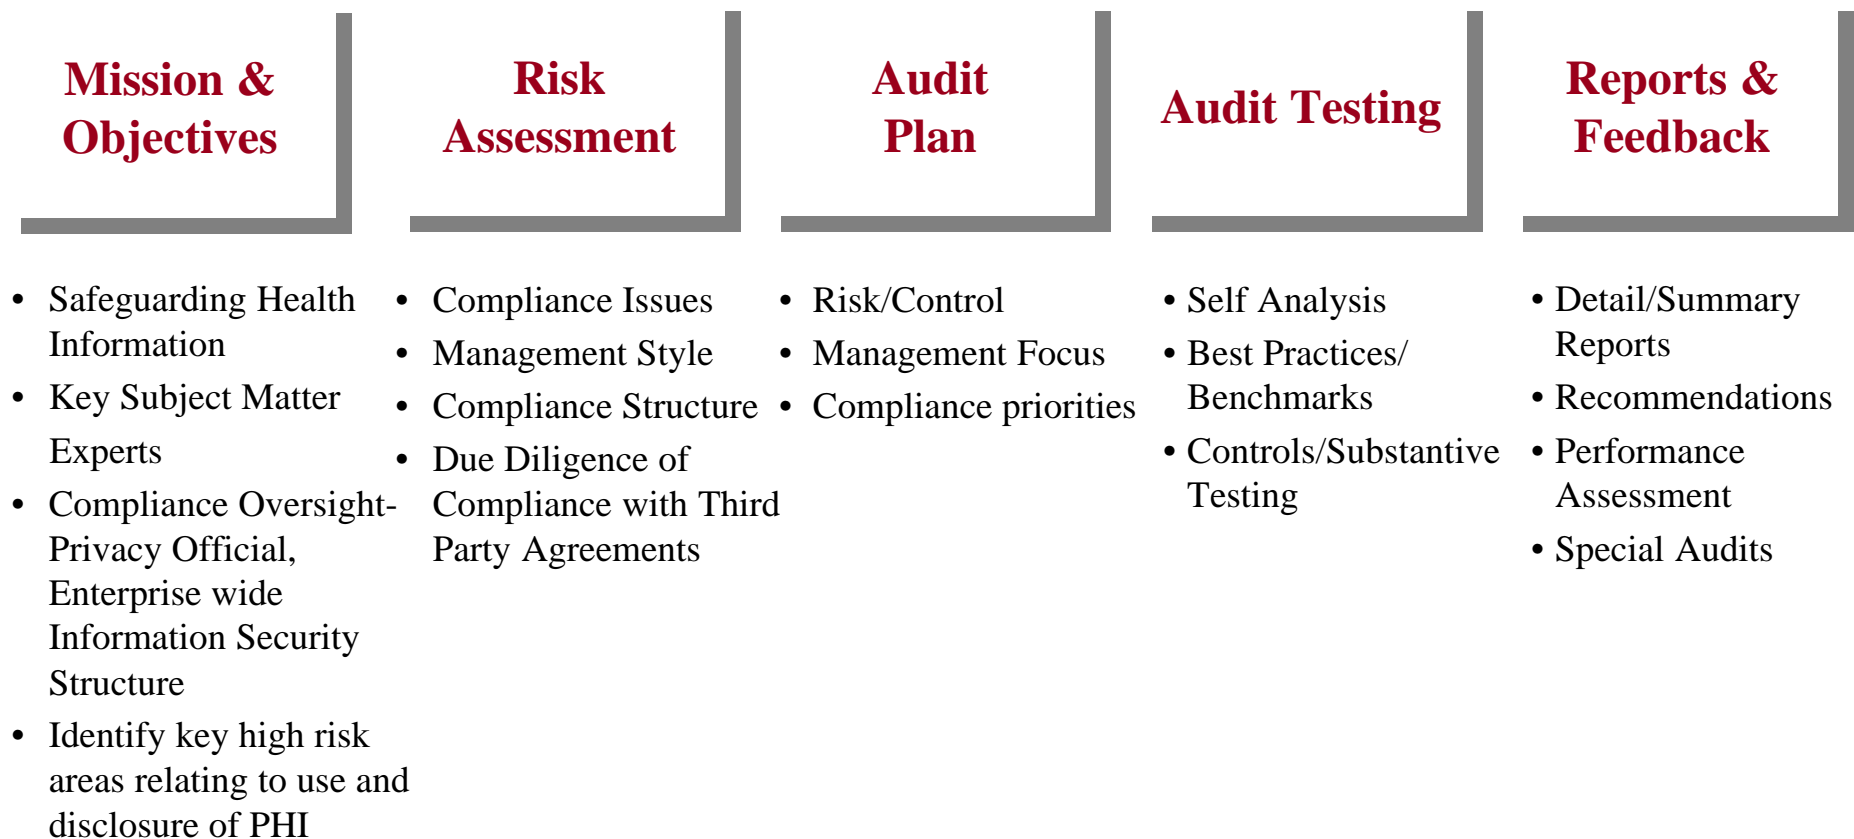 Mission &
Objectives
Risk
Assessment
Audit
Plan
Audit Testing
Reports &
Feedback
• Safeguarding Health
Information
• Key Subject Matter
Experts
• Compliance Oversight-
Privacy Official,
Enterprise wide
Information Security
Structure
• Identify key high risk
areas relating to use and
disclosure of PHI
• Compliance Issues
• Management Style
• Compliance Structure
• Due Diligence of
Compliance with Third
Party Agreements
• Risk/Control
• Management Focus
• Compliance priorities
• Self Analysis
• Best Practices/
Benchmarks
• Controls/Substantive
Testing
• Detail/Summary
Reports
• Recommendations
• Performance
Assessment
• Special Audits